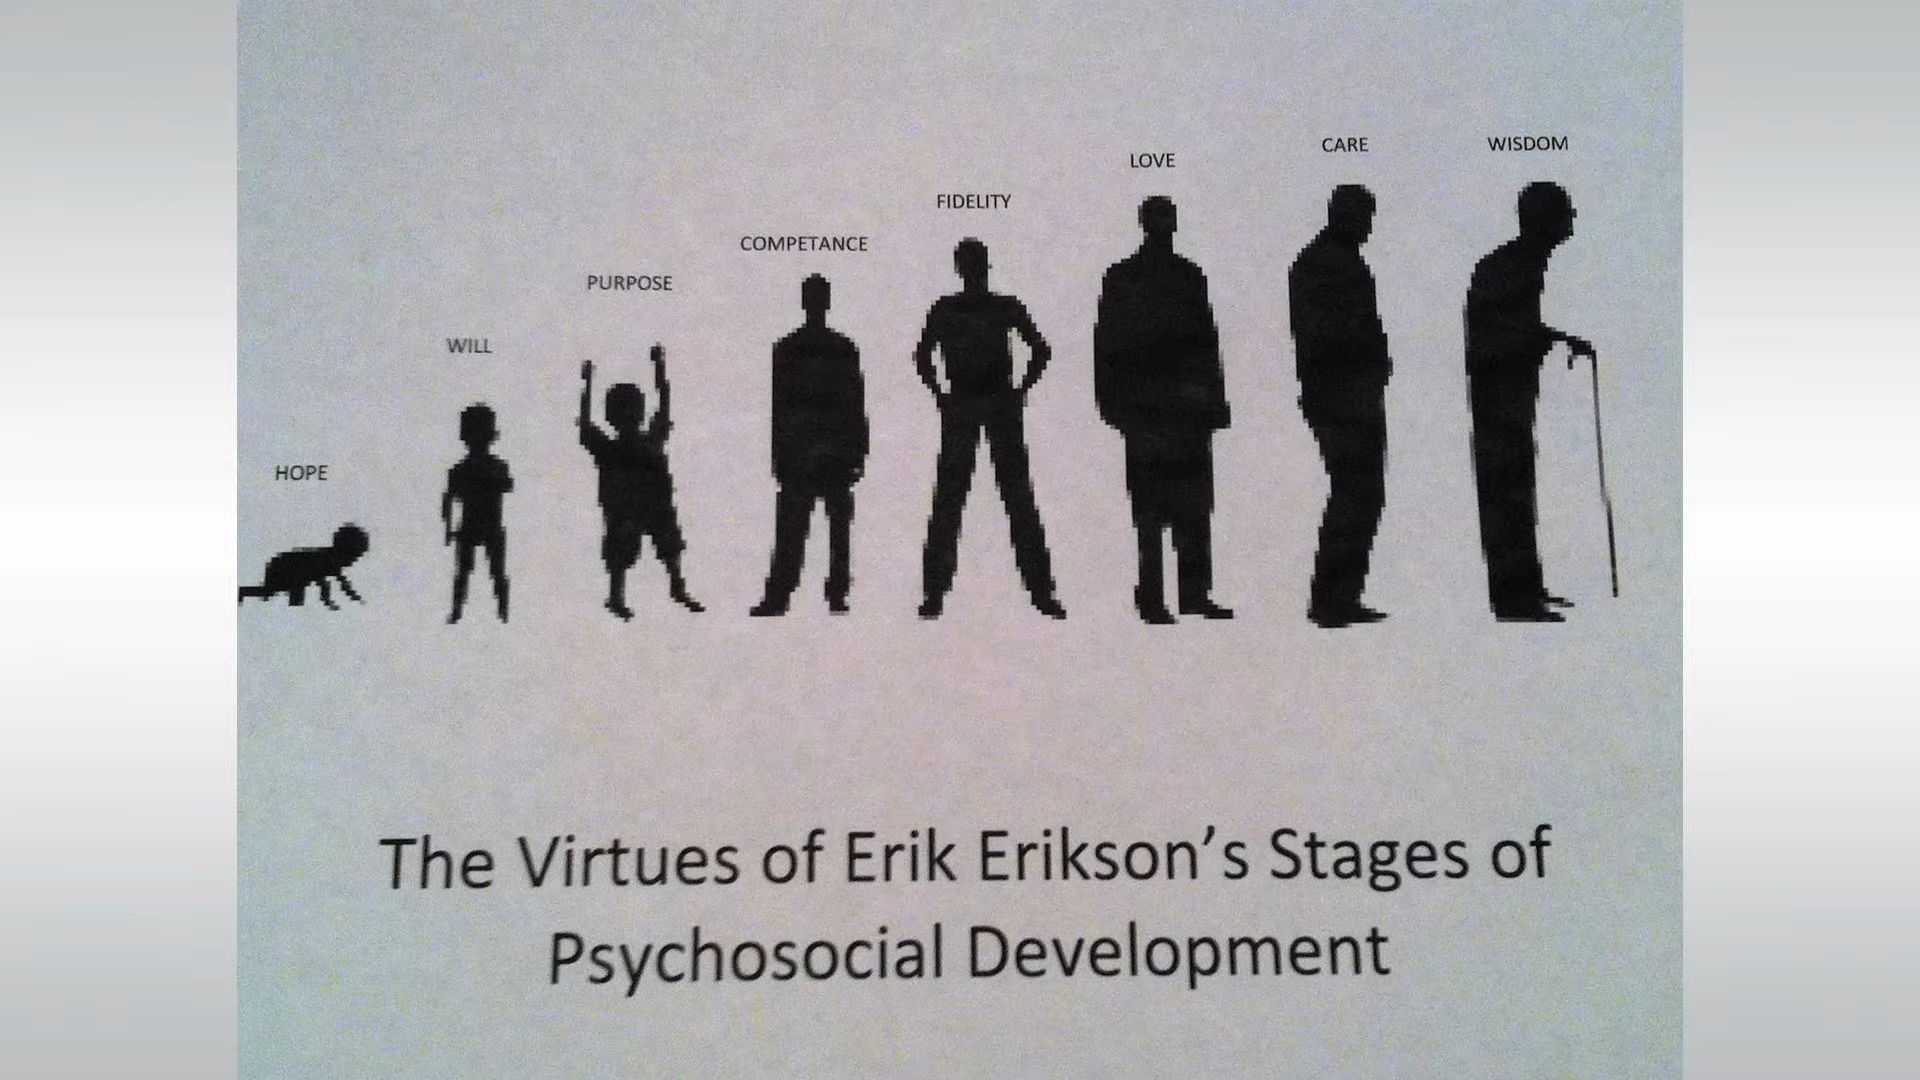 HOPE
WILL
PURPOSE
COMPETANCE
FIDELITY
LOVE
CARE
WISDOM
The Virtues of Erik Erikson’s Stages of
Psychosocial Development